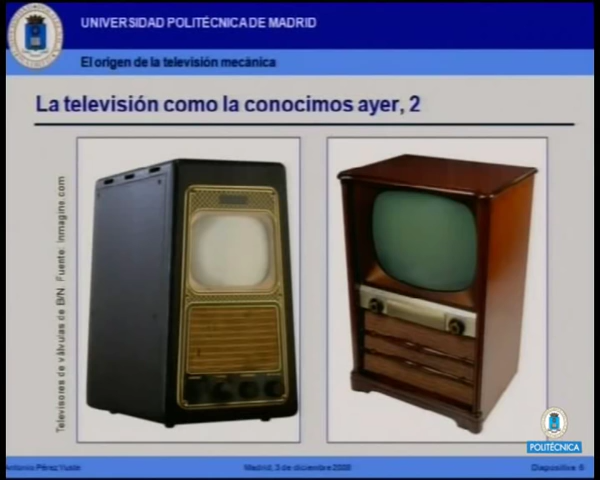 UNIVERSIDAD POLITÉCNICA DE MADRID
El origen de la televisión mecánica
La televisión como la conocimos ayer, 2
Televisores de válvulas de B/N. Fuente: Inmagine.com
POLITÉCNICA
Antonio Pérez Yuste
Madrid, 3 de diciembre 2008
Diapositiva 6